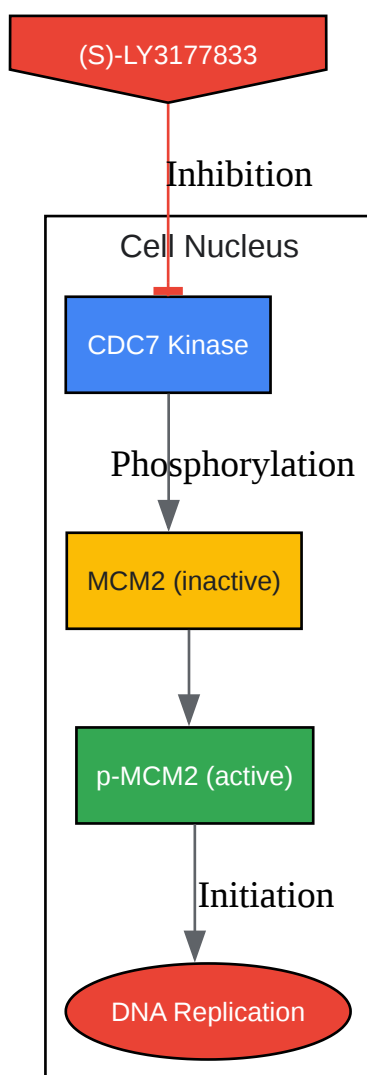 (S)-LY3177833
Inhibition
Cell Nucleus
CDC7 Kinase
Phosphorylation
MCM2 (inactive)
p-MCM2 (active)
Initiation
DNA Replication